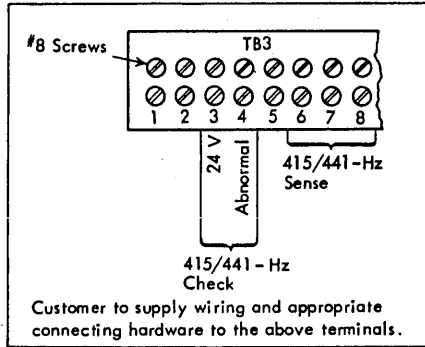 TB3
#8 Screws
1 2 3 4 5 6 7 8
24 V
Abnormal
415/441-Hz
Sense
415/441-Hz
Check
Customer to supply wiring and appropriate
connecting hardware to the above terminals.